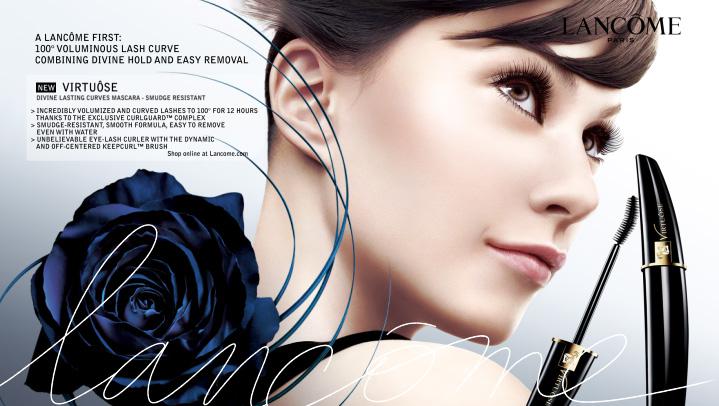 LANCÔME
PARIS
A LANCÔME FIRST:
100° VOLUMINOUS LASH CURVE
COMBINING DIVINE HOLD AND EASY REMOVAL
NEW VIRTUÔSE
DIVINE LASTING CURVES MASCARA - SMUDGE RESISTANT
> INCREDIBLY VOLUMIZED AND CURVED LASHES TO 100° FOR 12 HOURS
THANKS TO THE EXCLUSIVE CURLGUARD™ COMPLEX
> SMUDGE-RESISTANT, SMOOTH FORMULA, EASY TO REMOVE
EVEN WITH WATER
> UNBELIEVABLE EYE-LASH CURLER WITH THE DYNAMIC
AND OFF-CENTERED KEEPCURL™ BRUSH
Shop online at Lancome.com
VIRTUÔSE
lancôme